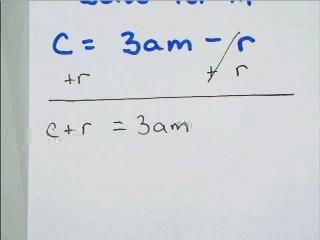 C = 3am - r
+r + r
c+r = 3am